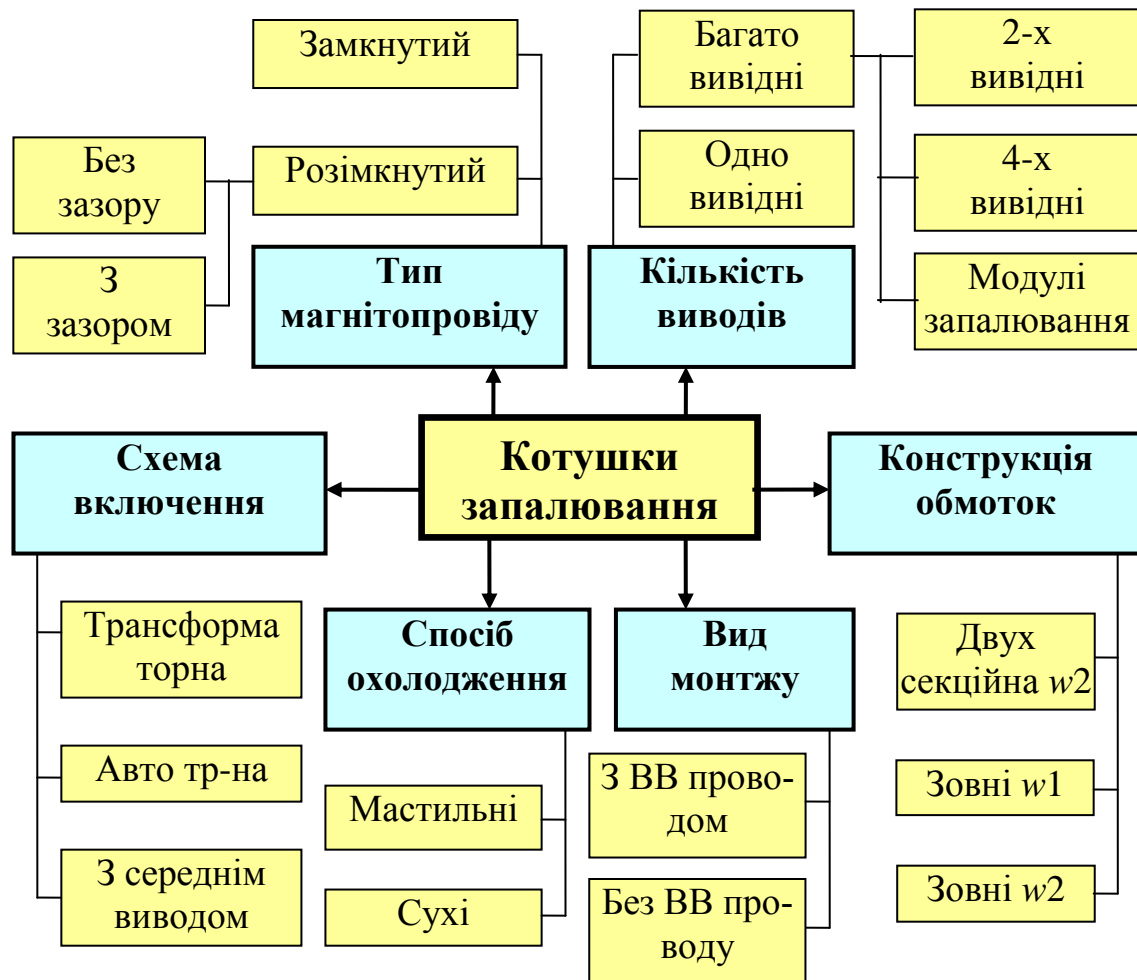 Замкнутий
Багато
вивідні
2-х
вивідні
Без
зазору
Розімкнутий
Одно
вивідні
4-х
вивідні
З
зазором
Тип
магнітопровіду
Кількість
виводів
Модулі
запалювання
Схема
включення
Котушки
запалювання
Конструкція
обмоток
Трансформа
торна
Авто тр-на
З середнім
виводом
Спосіб
охолодження
Мастильні
Сухі
Вид
монтжу
З ВВ прово-
дом
Без ВВ про-
воду
Двух
секційна w2
Зовні w1
Зовні w2